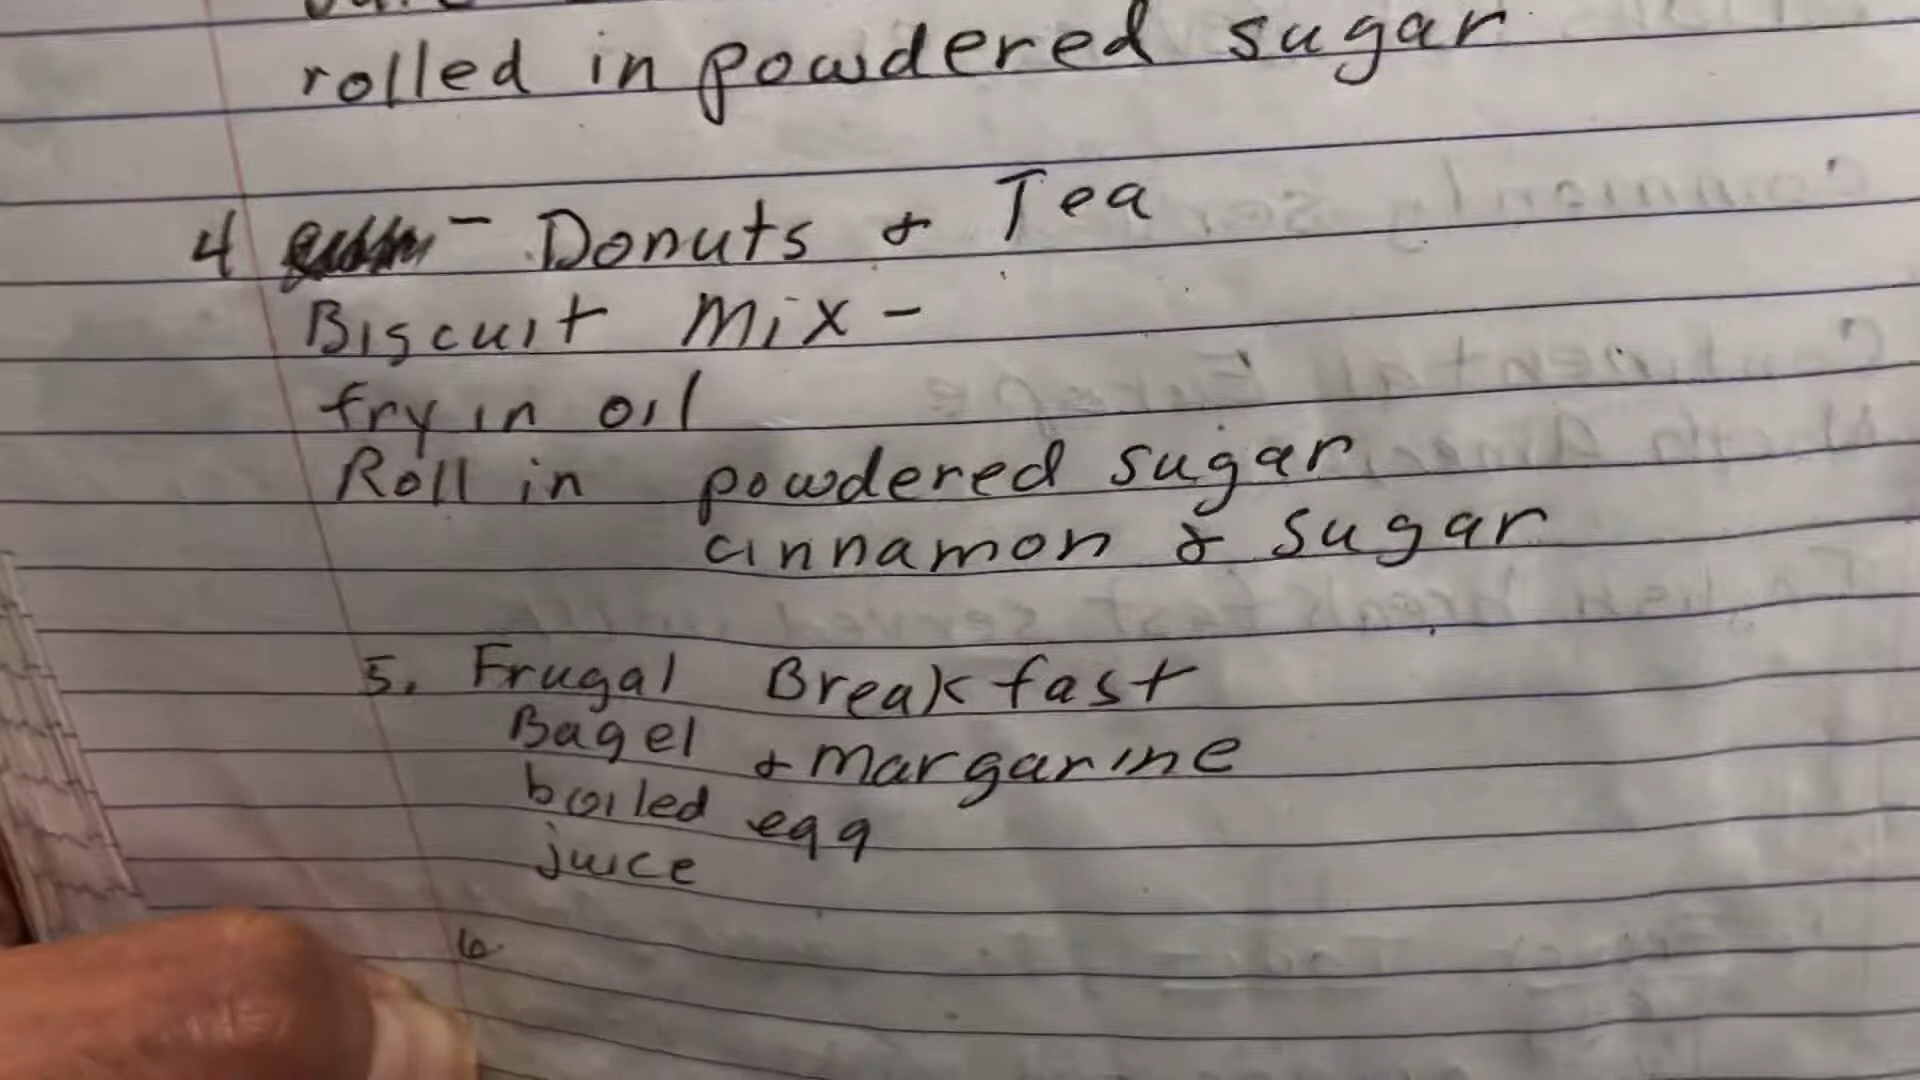 rolled in powdered sugar
4 - Donuts & Tea
Biscuit Mix -
fry in oil
Roll in powdered sugar
cinnamon & sugar
5. Frugal Breakfast
Bagel & margarine
boiled egg
juice
6.